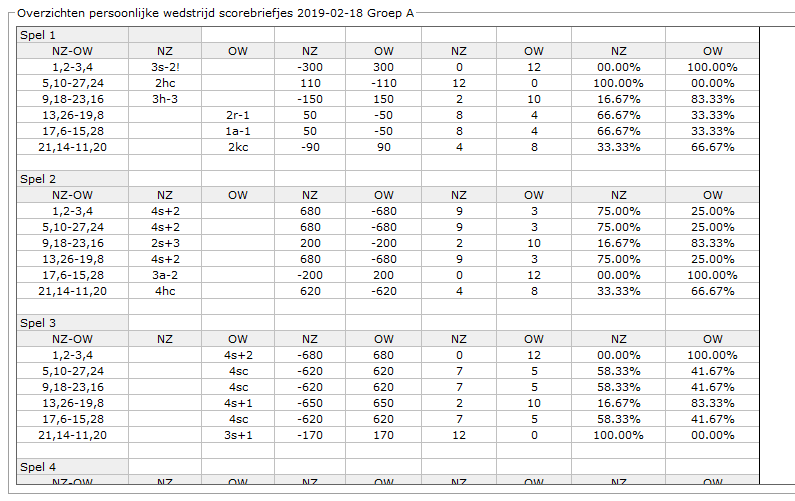 Overzichten persoonlijke wedstrijd scorebriefjes 2019-02-18 Groep A
Spel 1
NZ-OW NZ OW NZ OW NZ OW NZ OW
1,2-3,4 3s-2! -300 300 0 12 00.00% 100.00%
5,10-27,24 2hc 110 -110 12 0 100.00% 00.00%
9,18-23,16 3h-3 -150 150 2 10 16.67% 83.33%
13,26-19,8 2r-1 50 -50 8 4 66.67% 33.33%
17,6-15,28 1a-1 50 -50 8 4 66.67% 33.33%
21,14-11,20 2kc -90 90 4 8 33.33% 66.67%
Spel 2
NZ-OW NZ OW NZ OW NZ OW NZ OW
1,2-3,4 4s+2 680 -680 9 3 75.00% 25.00%
5,10-27,24 4s+2 680 -680 9 3 75.00% 25.00%
9,18-23,16 2s+3 200 -200 2 10 16.67% 83.33%
13,26-19,8 4s+2 680 -680 9 3 75.00% 25.00%
17,6-15,28 3a-2 -200 200 0 12 00.00% 100.00%
21,14-11,20 4hc 620 -620 4 8 33.33% 66.67%
Spel 3
NZ-OW NZ OW NZ OW NZ OW NZ OW
1,2-3,4 4s+2 -680 680 0 12 00.00% 100.00%
5,10-27,24 4sc -620 620 7 5 58.33% 41.67%
9,18-23,16 4sc -620 620 7 5 58.33% 41.67%
13,26-19,8 4s+1 -650 650 2 10 16.67% 83.33%
17,6-15,28 4sc -620 620 7 5 58.33% 41.67%
21,14-11,20 3s+1 -170 170 12 0 100.00% 00.00%
Spel 4
NZ-OW NZ OW NZ OW NZ OW NZ OW